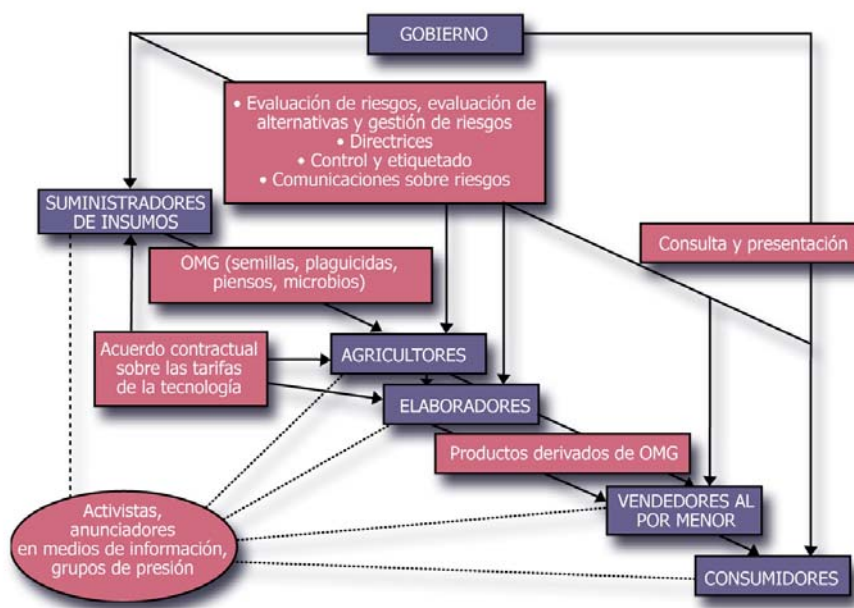 GOBIERNO
• Evaluación de riesgos, evaluación de
alternativas y gestión de riesgos
• Directrices
• Control y etiquetado
• Comunicaciones sobre riesgos
SUMINISTRADORES
DE INSUMOS
Consulta y presentación
OMG (semillas, plaguicidas,
piensos, microbios)
Acuerdo contractual
sobre las tarifas
de la tecnología
AGRICULTORES
ELABORADORES
Productos derivados de OMG
VENDEDORES AL
POR MENOR
Activistas,
anunciadores
en medios de información,
grupos de presión
CONSUMIDORES